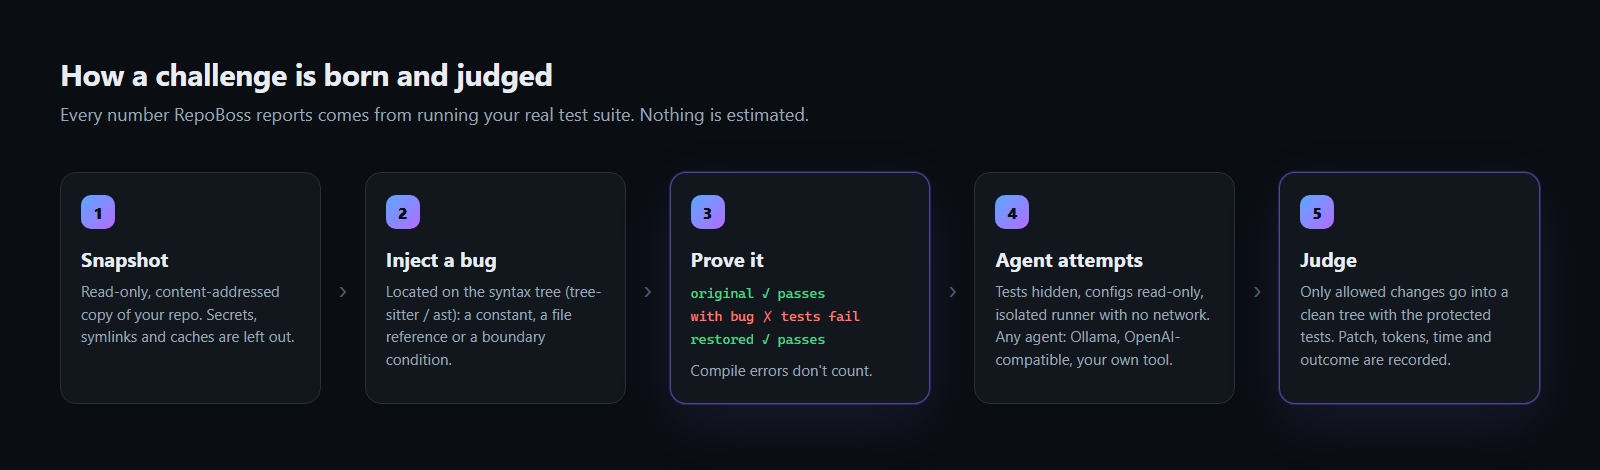 How a challenge is born and judged
Every number RepoBoss reports comes from running your real test suite. Nothing is estimated.
1
Snapshot
Read-only, content-addressed
copy of your repo. Secrets,
symlinks and caches are left out.
›
2
Inject a bug
Located on the syntax tree (tree-
sitter / ast): a constant, a file
reference or a boundary
condition.
›
3
Prove it
original ✓ passes
with bug ✗ tests fail
restored ✓ passes
Compile errors don't count.
›
4
Agent attempts
Tests hidden, configs read-only,
isolated runner with no network.
Any agent: Ollama, OpenAI-
compatible, your own tool.
›
5
Judge
Only allowed changes go into a
clean tree with the protected
tests. Patch, tokens, time and
outcome are recorded.